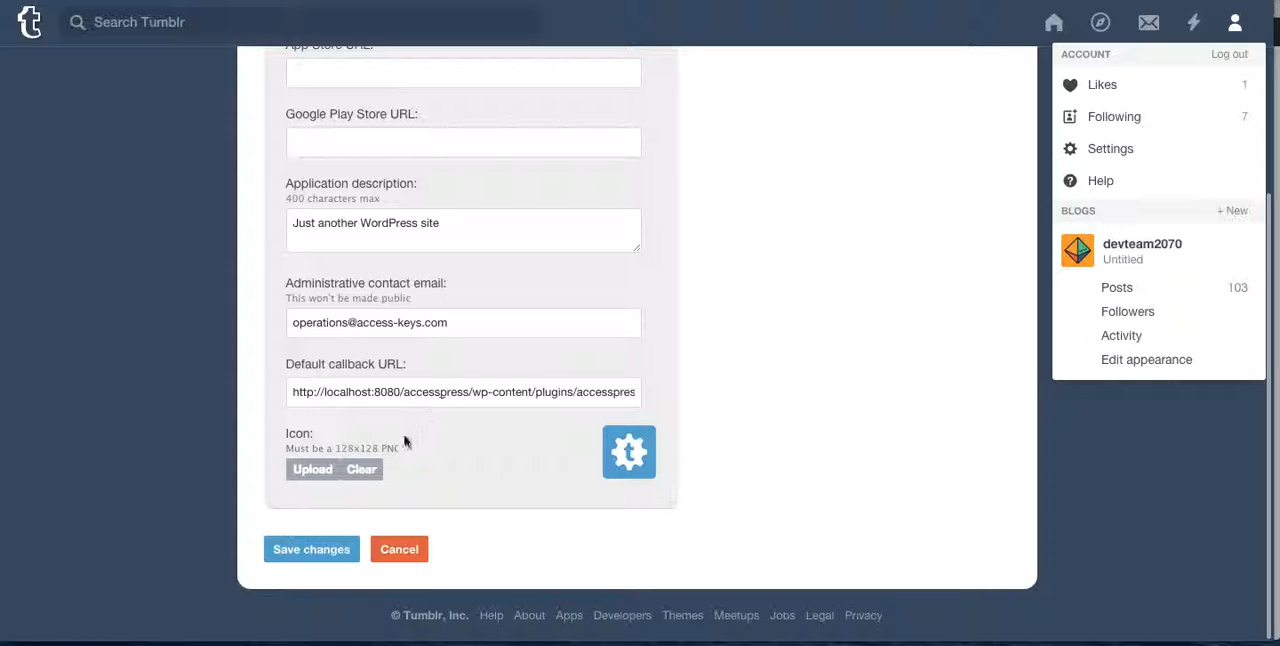 Search Tumblr
App Store URL:
Google Play Store URL:
Application description:
400 characters max
Just another WordPress site
Administrative contact email:
This won't be made public
operations@access-keys.com
Default callback URL:
http://localhost:8080/accesspress/wp-content/plugins/accesspres
Icon:
Must be a 128x128 PNG
Upload Clear
t
Save changes Cancel
© Tumblr, Inc. Help About Apps Developers Themes Meetups Jobs Legal Privacy
ACCOUNT Log out
Likes 1
Following 7
Settings
Help
BLOGS + New
devteam2070
Untitled
Posts 103
Followers
Activity
Edit appearance